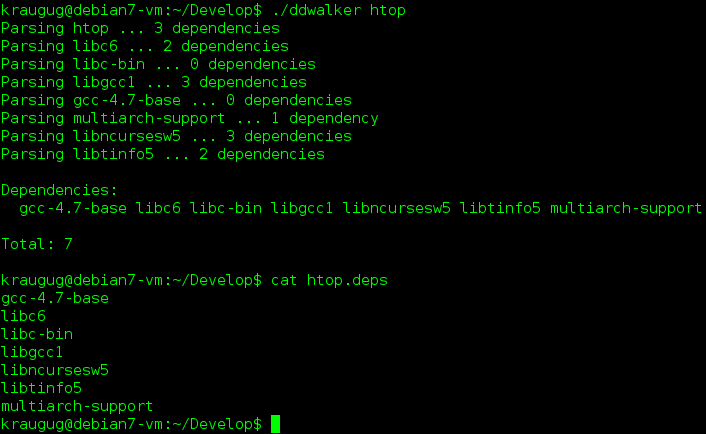 kraugug@debian7-vm:~/Develop$ ./ddwalker htop
Parsing htop ... 3 dependencies
Parsing libc6 ... 2 dependencies
Parsing libc-bin ... 0 dependencies
Parsing libgcc1 ... 3 dependencies
Parsing gcc-4.7-base ... 0 dependencies
Parsing multiarch-support ... 1 dependency
Parsing libncursesw5 ... 3 dependencies
Parsing libtinfo5 ... 2 dependencies
Dependencies:
gcc-4.7-base libc6 libc-bin libgcc1 libncursesw5 libtinfo5 multiarch-support
Total: 7
kraugug@debian7-vm:~/Develop$ cat htop.deps
gcc-4.7-base
libc6
libc-bin
libgcc1
libncursesw5
libtinfo5
multiarch-support
kraugug@debian7-vm:~/Develop$